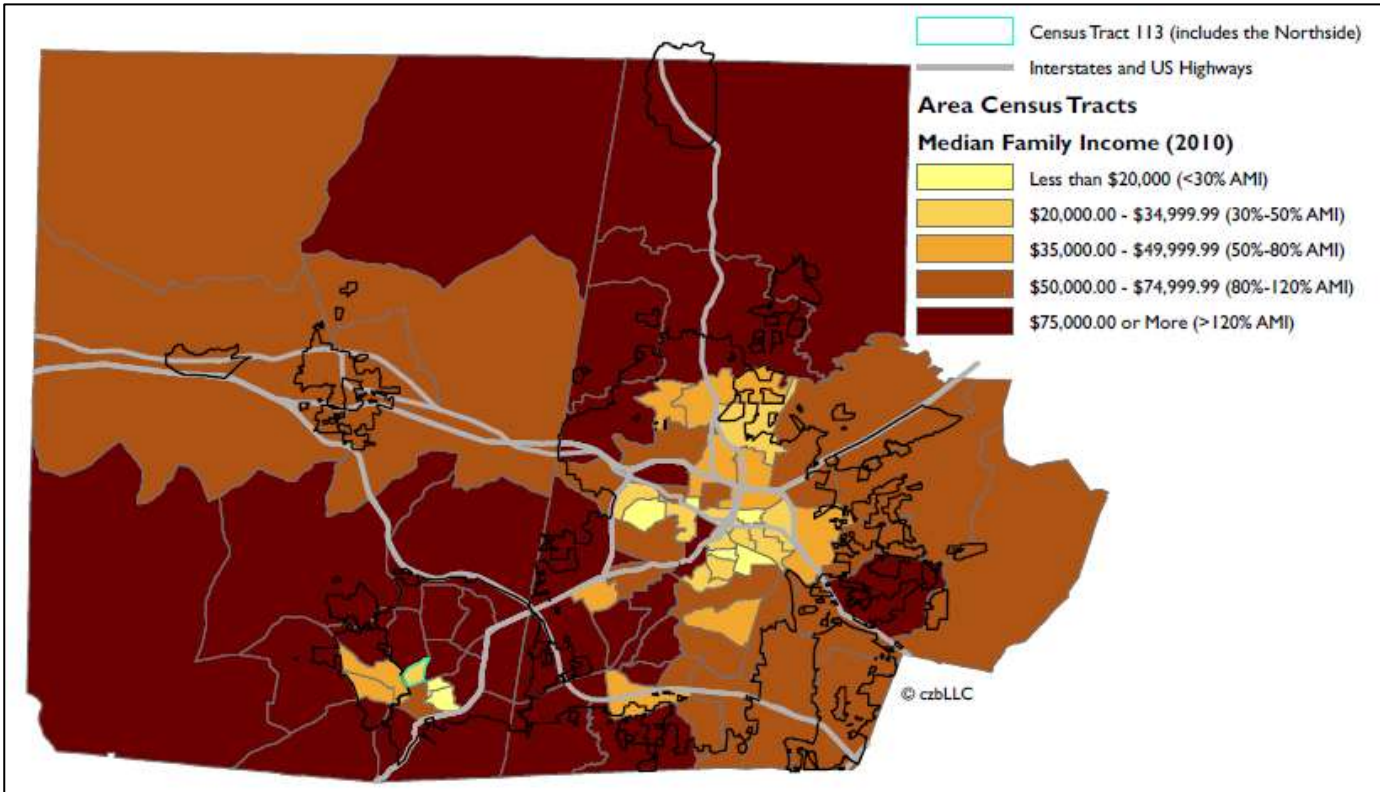 Census Tract 113 (includes the Northside)
Interstates and US Highways
Area Census Tracts
Median Family Income (2010)
Less than $20,000 (<30% AMI)
$20,000.00 - $34,999.99 (30%-50% AMI)
$35,000.00 - $49,999.99 (50%-80% AMI)
$50,000.00 - $74,999.99 (80%-120% AMI)
$75,000.00 or More (>120% AMI)
© czbLLC